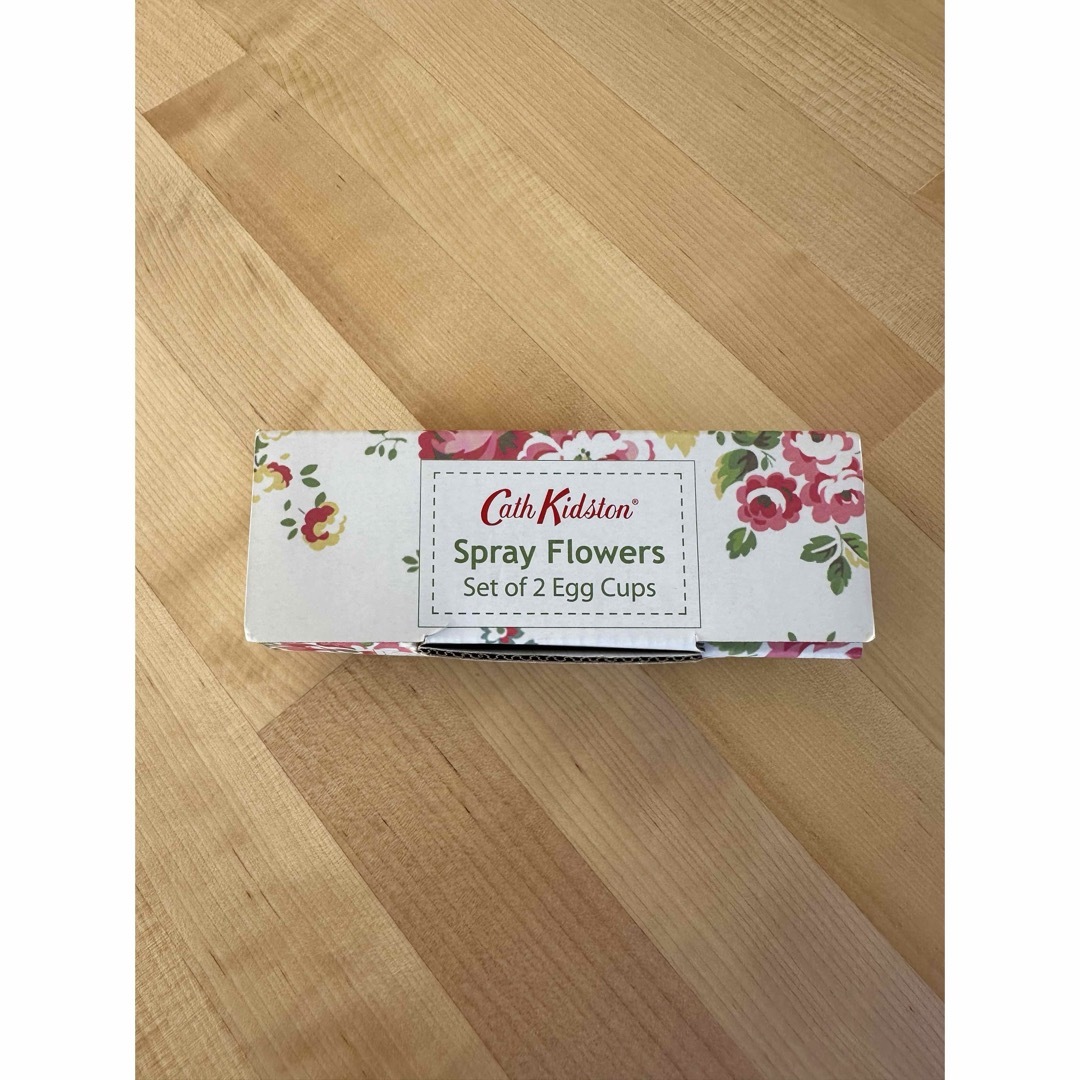 Cath Kidston®
Spray Flowers
Set of 2 Egg Cups